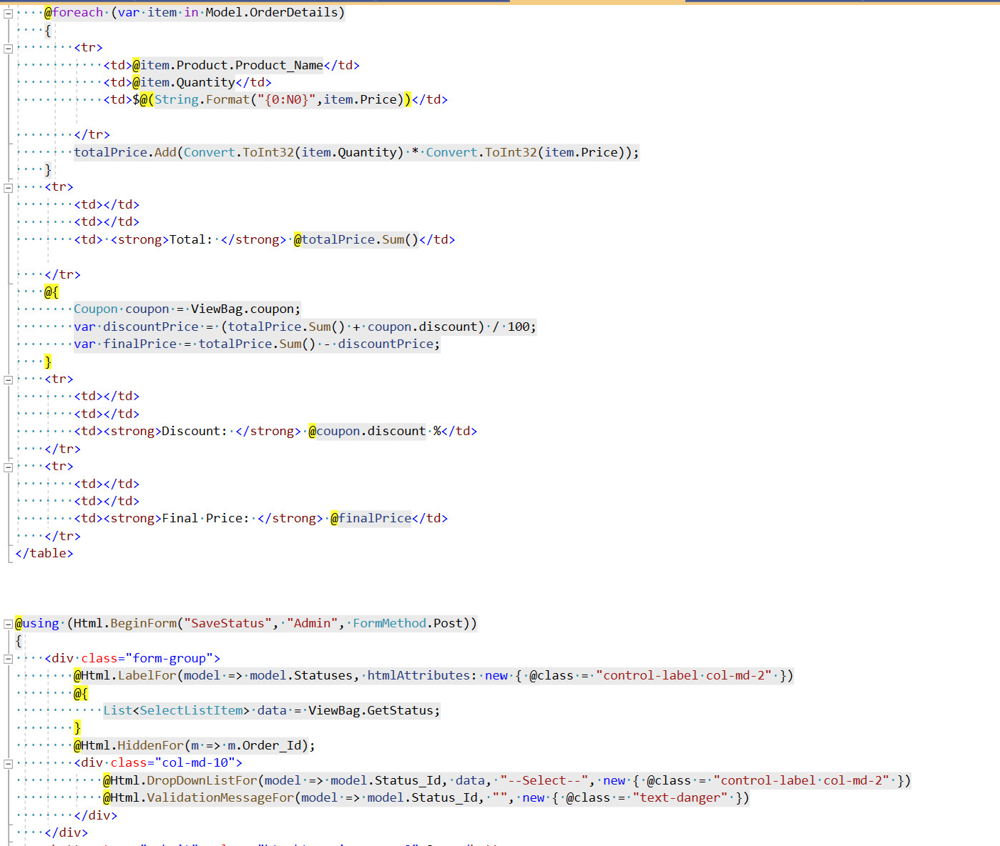 @foreach (var item in Model.OrderDetails)
{
<tr>
<td>@item.Product.Product_Name</td>
<td>@item.Quantity</td>
<td>$@(String.Format("{0:N0}",item.Price))</td>
</tr>
totalPrice.Add(Convert.ToInt32(item.Quantity) * Convert.ToInt32(item.Price));
}
<tr>
<td></td>
<td></td>
<td> <strong>Total: </strong> @totalPrice.Sum()</td>
</tr>
@{
Coupon coupon = ViewBag.coupon;
var discountPrice = (totalPrice.Sum() + coupon.discount) / 100;
var finalPrice = totalPrice.Sum() - discountPrice;
}
<tr>
<td></td>
<td></td>
<td><strong>Discount: </strong> @coupon.discount %</td>
</tr>
<tr>
<td></td>
<td></td>
<td><strong>Final Price: </strong> @finalPrice</td>
</tr>
</table>
@using (Html.BeginForm("SaveStatus", "Admin", FormMethod.Post))
{
<div class="form-group">
@Html.LabelFor(model => model.Statuses, htmlAttributes: new { @class = "control-label col-md-2" })
@{
List<SelectListItem> data = ViewBag.GetStatus;
}
@Html.HiddenFor(m => m.Order_Id);
<div class="col-md-10">
@Html.DropDownListFor(model => model.Status_Id, data, "--Select--", new { @class = "control-label col-md-2" })
@Html.ValidationMessageFor(model => model.Status_Id, "", new { @class = "text-danger" })
</div>
</div>